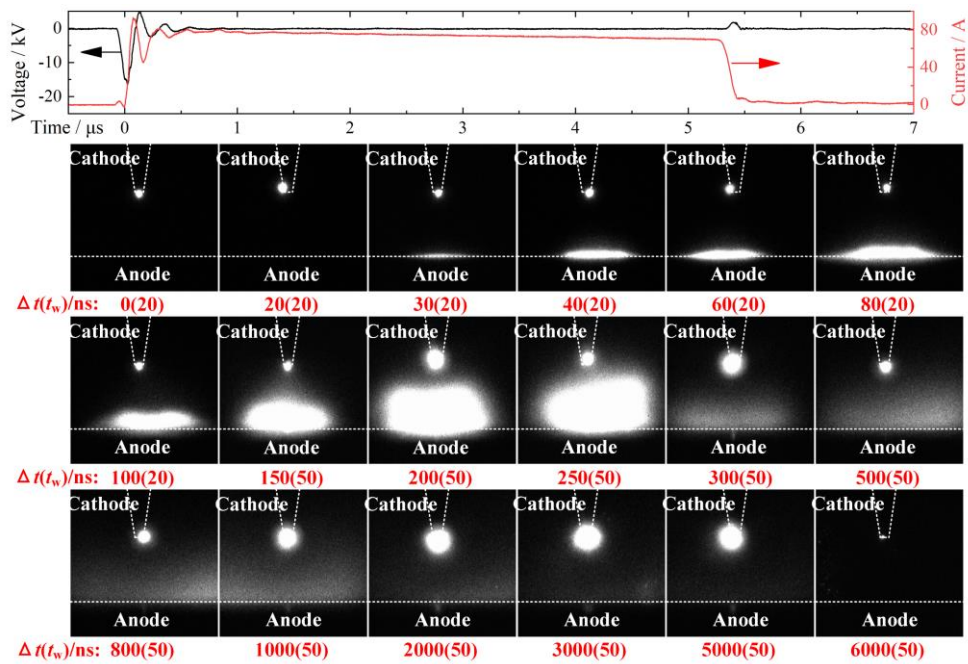 Voltage / kV
0
-10
-20
80
40
0
Current / A
Time / μs
0 1 2 3 4 5 6 7
Cathode Cathode Cathode Cathode Cathode Cathode
Anode Anode Anode Anode Anode Anode
Δt(tw)/ns: 0(20) 20(20) 30(20) 40(20) 60(20) 80(20)
Cathode Cathode Cathode Cathode Cathode Cathode
Anode Anode Anode Anode Anode Anode
Δt(tw)/ns: 100(20) 150(50) 200(50) 250(50) 300(50) 500(50)
Cathode Cathode Cathode Cathode Cathode Cathode
Anode Anode Anode Anode Anode Anode
Δt(tw)/ns: 800(50) 1000(50) 2000(50) 3000(50) 5000(50) 6000(50)